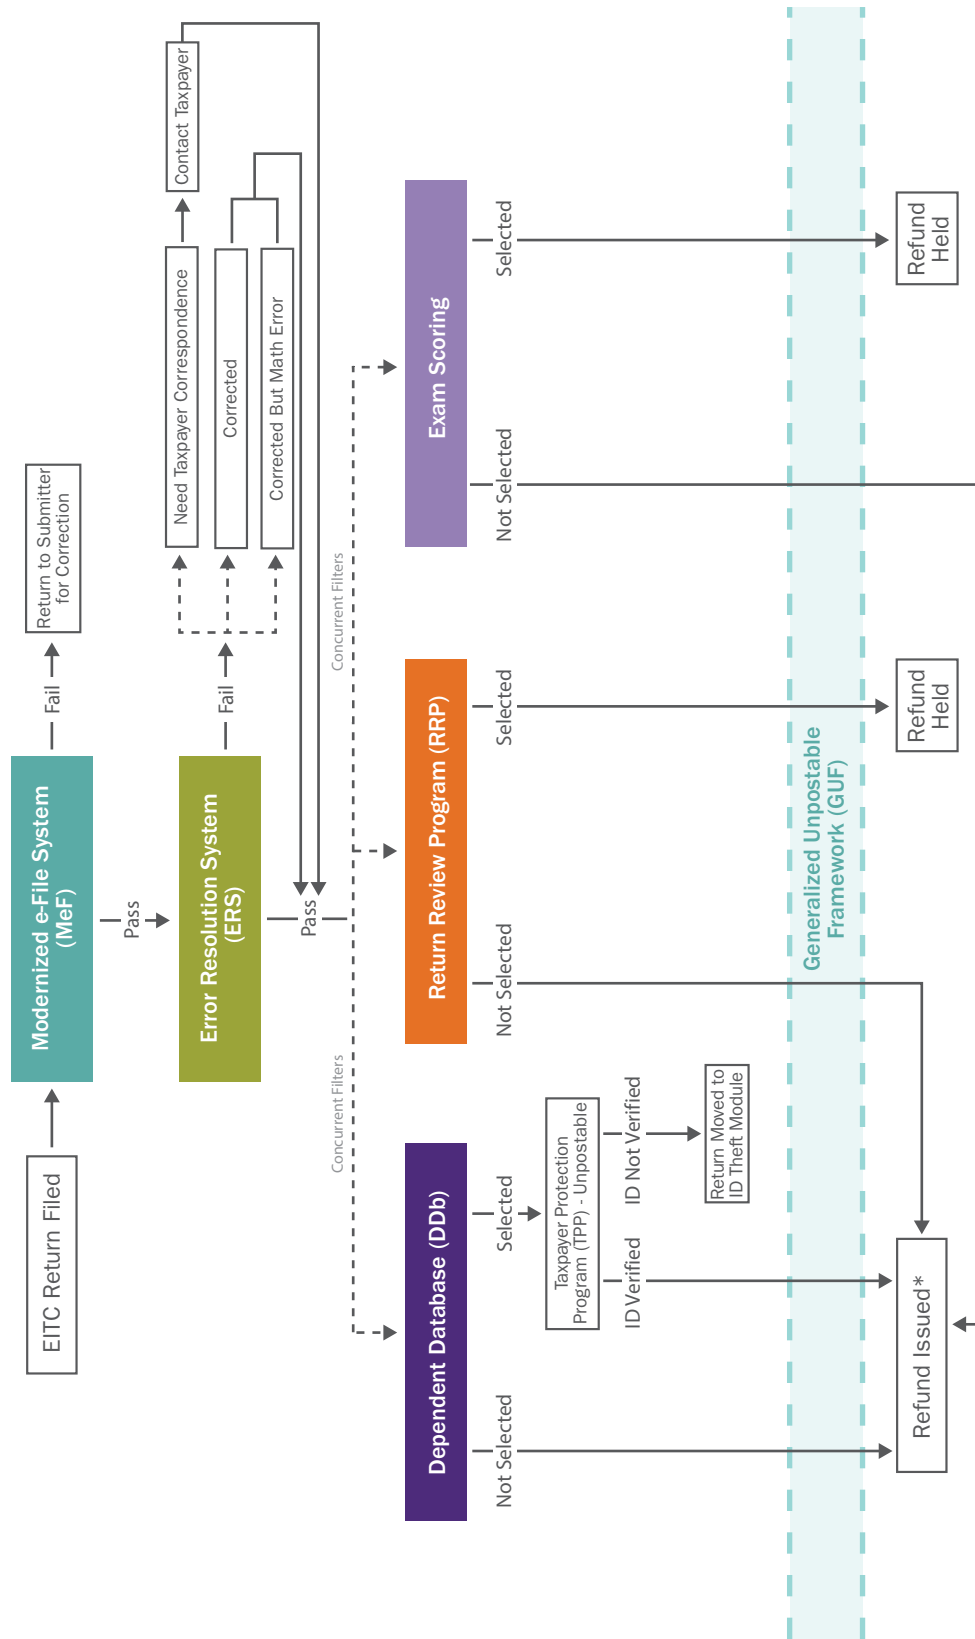 EITC Return Filed
Modernized e-File System
(MeF)
Fail
Return to Submitter
for Correction
Pass
Error Resolution System
(ERS)
Fail
Need Taxpayer Correspondence
Contact Taxpayer
Corrected
Corrected But Math Error
Pass
Concurrent Filters
Concurrent Filters
Dependent Database (DDb)
Return Review Program (RRP)
Exam Scoring
Not Selected
Selected
Not Selected
Selected
Not Selected
Selected
Taxpayer Protection
Program (TPP) - Unpostable
ID Verified
ID Not Verified
Return Moved to
ID Theft Module
Generalized Unpostable
Framework (GUF)
Refund Issued*
Refund
Held
Refund
Held